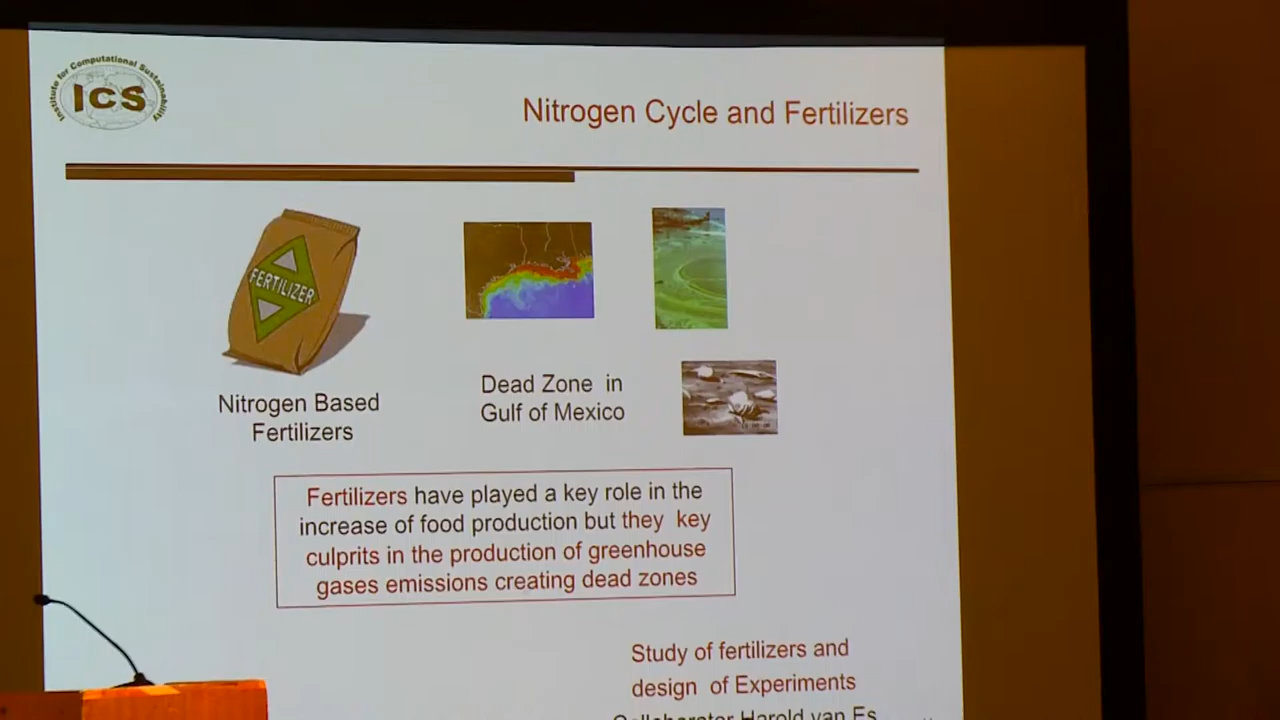 Institute for Computational Sustainability
ICS
Nitrogen Cycle and Fertilizers
FERTILIZER
Nitrogen Based
Fertilizers
Dead Zone in
Gulf of Mexico
Fertilizers have played a key role in the
increase of food production but they key
culprits in the production of greenhouse
gases emissions creating dead zones
Study of fertilizers and
design of Experiments
Collaborator Harold van Es